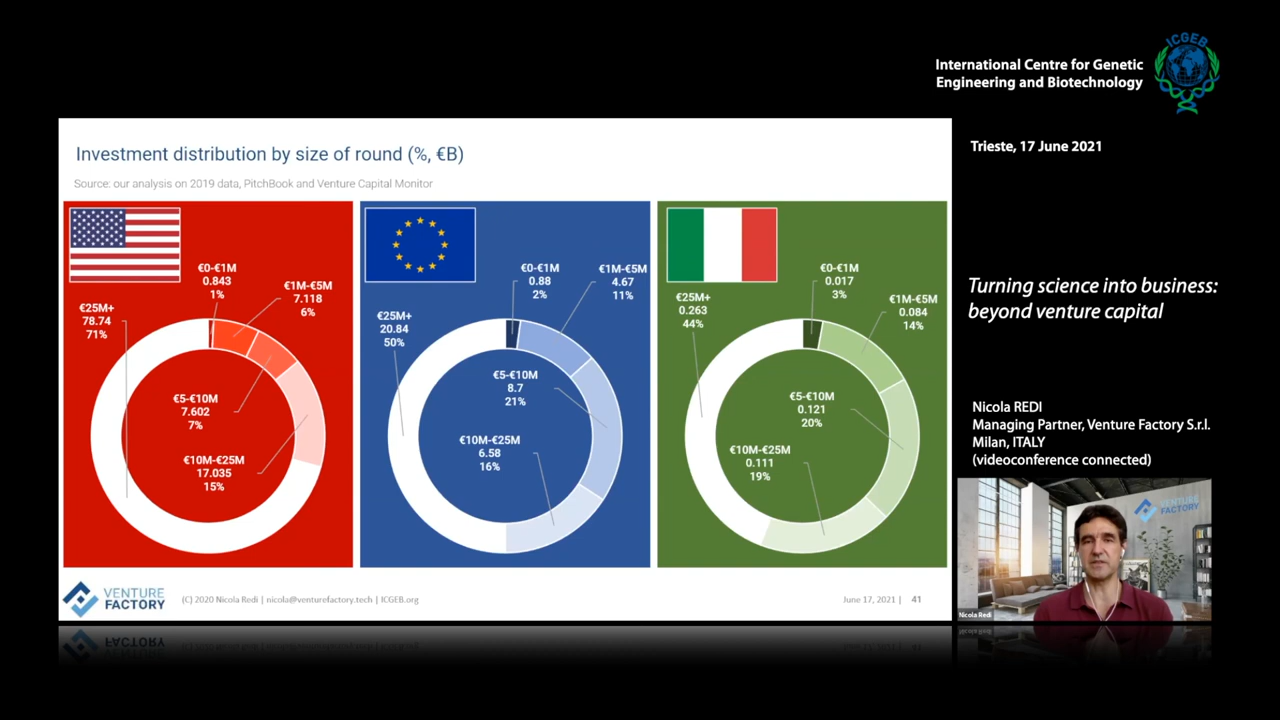 ICGEB
International Centre for Genetic
Engineering and Biotechnology
Trieste, 17 June 2021
Investment distribution by size of round (%, €B)
Source: our analysis on 2019 data, PitchBook and Venture Capital Monitor
€0-€1M
0.843
1%
€1M-€5M
7.118
6%
€25M+
78.74
71%
€5-€10M
7.602
7%
€10M-€25M
17.035
15%
€0-€1M
0.88
2%
€1M-€5M
4.67
11%
€25M+
20.84
50%
€5-€10M
8.7
21%
€10M-€25M
6.58
16%
€0-€1M
0.017
3%
€1M-€5M
0.084
14%
€25M+
0.263
44%
€5-€10M
0.121
20%
€10M-€25M
0.111
19%
Turning science into business:
beyond venture capital
Nicola REDI
Managing Partner, Venture Factory S.r.l.
Milan, ITALY
(videoconference connected)
VENTURE
FACTORY
Nicola Redi
VENTURE
FACTORY
(C) 2020 Nicola Redi | nicola@venturefactory.tech | ICGEB.org
June 17, 2021 |
41